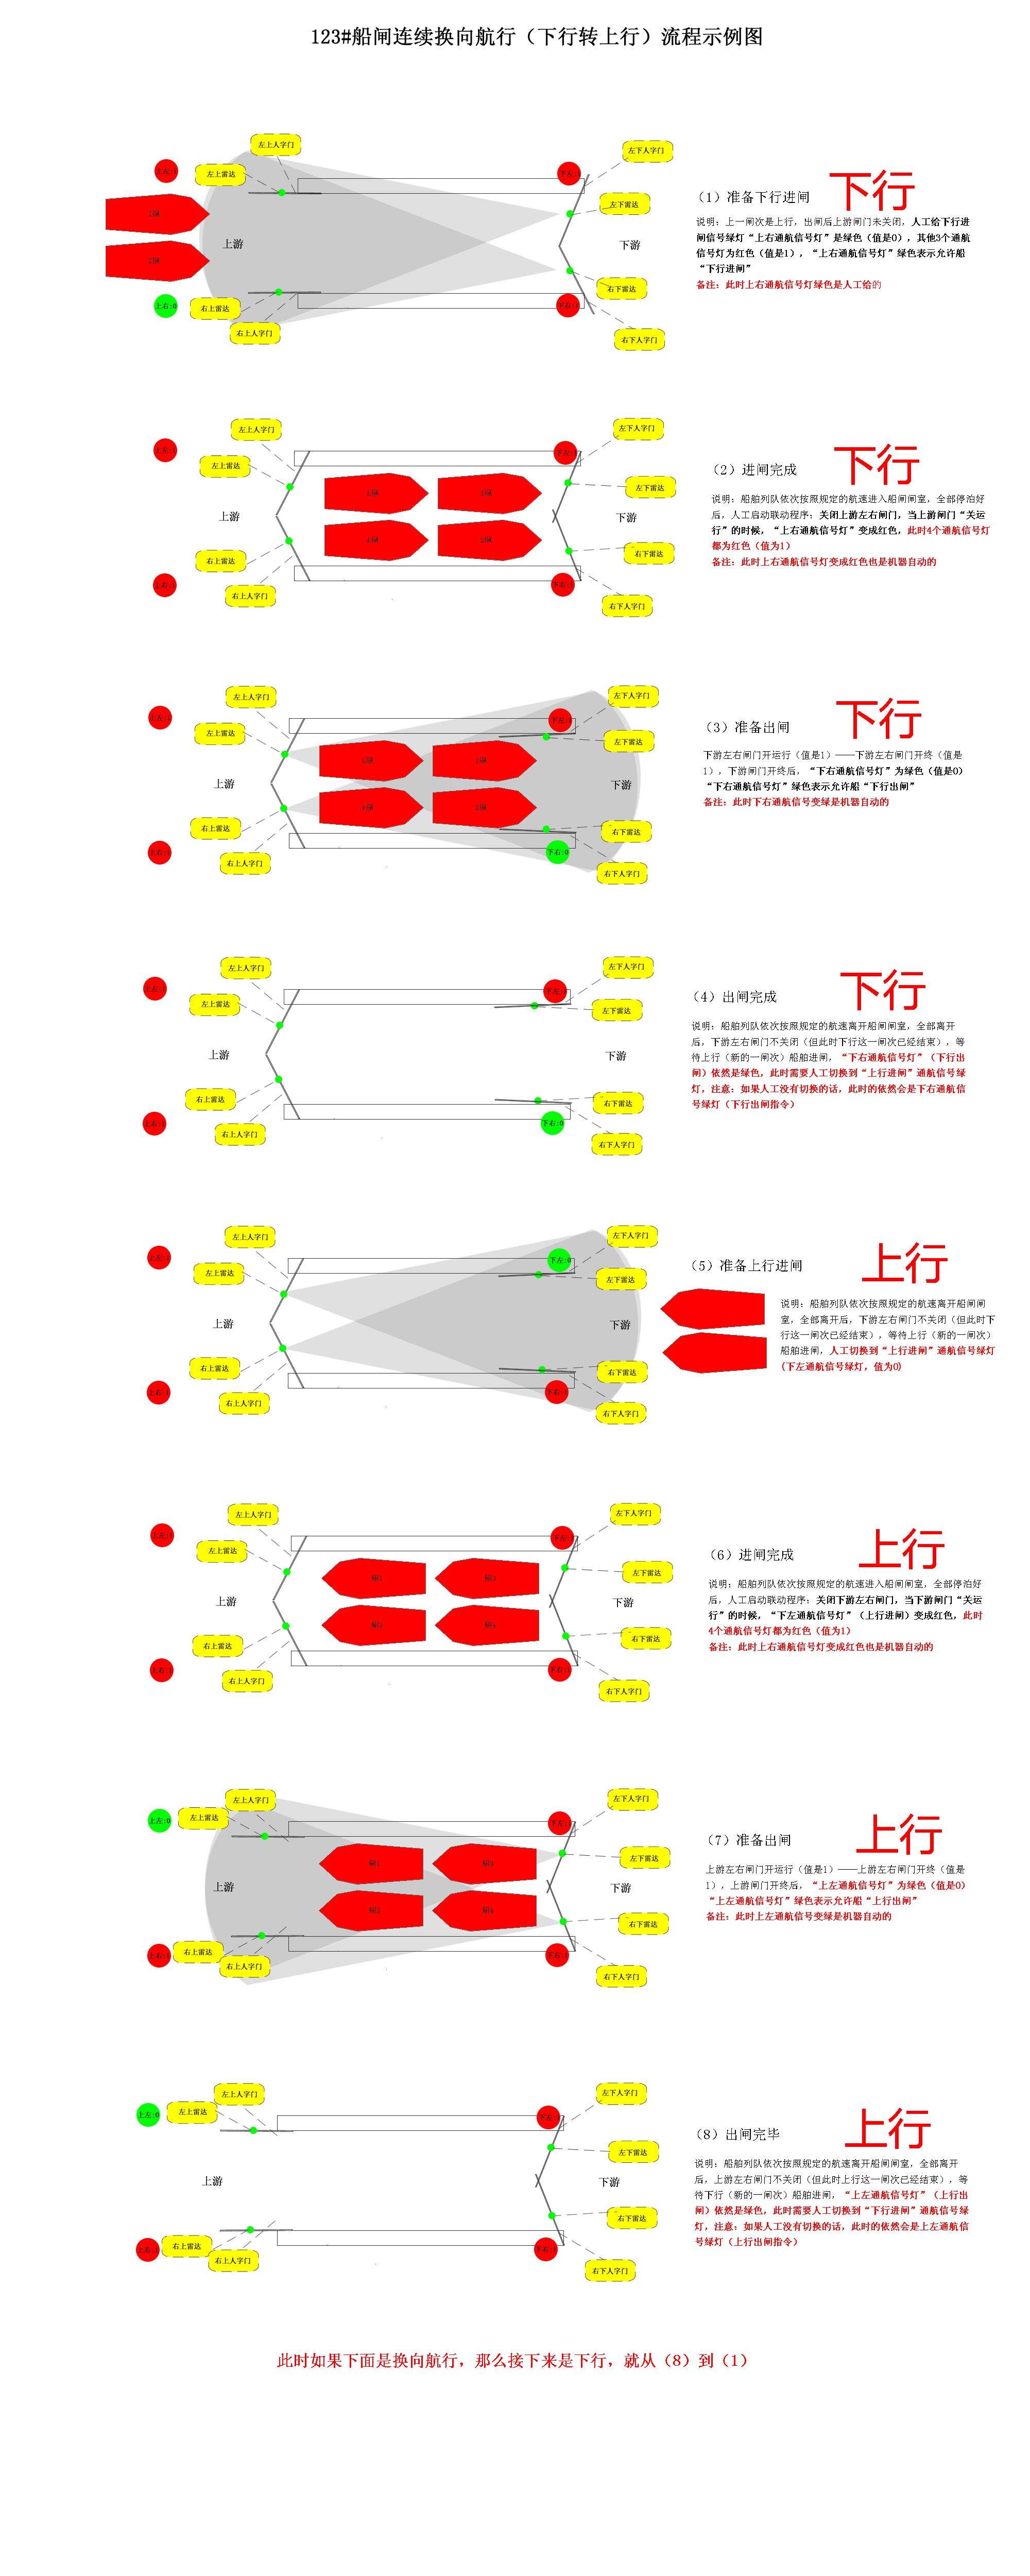 123#船闸连续换向航行（下行转上行）流程示例图
左上人字门
左下人字门
上左:1
左上雷达
下左:1
下行
（1）准备下行进闸
1纵
左下雷达
说明：上一闸次是上行，出闸后上游闸门未关闭，人工给下行进
闸信号绿灯“上右通航信号灯”是绿色（值是0），其他3个通航
信号灯为红色（值是1），“上右通航信号灯”绿色表示允许船
“下行进闸”
备注：此时上右通航信号灯绿色是人工给的
上游
下游
2纵
右下雷达
上右:0
右上雷达
下右:1
右上人字门
右下人字门
左上人字门
左下人字门
上左:1
下左:1
下行
左上雷达
（2）进闸完成
3纵
1纵
左下雷达
说明：船舶列队依次按照规定的航速进入船闸闸室，全部停泊好
后，人工启动联动程序；关闭上游左右闸门，当上游闸门“关运
行”的时候，“上右通航信号灯”变成红色，此时4个通航信号灯
都为红色（值为1）
备注：此时上右通航信号灯变成红色也是机器自动的
上游
下游
4纵
2纵
右上雷达
右下雷达
上右:1
下右:1
右上人字门
右下人字门
左上人字门
左下人字门
上左:1
下左:1
下行
左上雷达
左下雷达
（3）准备出闸
3纵
1纵
下游左右闸门开运行（值是1）——下游左右闸门开终（值是
1），下游闸门开终后，“下右通航信号灯”为绿色（值是0）
“下右通航信号灯”绿色表示允许船“下行出闸”
备注：此时下右通航信号变绿是机器自动的
上游
下游
4纵
2纵
右上雷达
右下雷达
上右:1
下右:0
右上人字门
右下人字门
左上人字门
左下人字门
上左:1
下左:1
下行
左上雷达
左下雷达
（4）出闸完成
说明：船舶列队依次按照规定的航速离开船闸闸室，全部离开
后，下游左右闸门不关闭（但此时下行这一闸次已经结束），等
待上行（新的一闸次）船舶进闸，“下右通航信号灯”（下行出
闸）依然是绿色，此时需要人工切换到“上行进闸”通航信号绿
灯，注意：如果人工没有切换的话，此时的依然会是下右通航信
号绿灯（下行出闸指令）
上游
下游
右上雷达
右下雷达
上右:1
下右:0
右上人字门
右下人字门
左上人字门
左下人字门
上左:1
下左:0
上行
左上雷达
左下雷达
（5）准备上行进闸
说明：船舶列队依次按照规定的航速离开船闸闸
室，全部离开后，下游左右闸门不关闭（但此时下
行这一闸次已经结束），等待上行（新的一闸次）
船舶进闸，人工切换到“上行进闸”通航信号绿灯
(下左通航信号绿灯，值为0)
上游
下游
右上雷达
右下雷达
上右:1
下右:1
右上人字门
右下人字门
左上人字门
左下人字门
上左:1
下左:1
上行
左上雷达
左下雷达
（6）进闸完成
说明：船舶列队依次按照规定的航速进入船闸闸室，全部停泊好
后，人工启动联动程序；关闭下游左右闸门，当下游闸门“关运
行”的时候，“下左通航信号灯”（上行进闸）变成红色，此时
4个通航信号灯都为红色（值为1）
备注：此时上右通航信号灯变成红色也是机器自动的
上游
下游
右上雷达
右下雷达
上右:1
下右:1
右上人字门
右下人字门
左上人字门
左下人字门
上左:0
左上雷达
下左:1
上行
（7）准备出闸
左下雷达
上游左右闸门开运行（值是1）——上游左右闸门开终（值是
1），上游闸门开终后，“上左通航信号灯”为绿色（值是0）
“上左通航信号灯”绿色表示允许船“上行出闸”
备注：此时上左通航信号变绿是机器自动的
上游
下游
右下雷达
上右:1
右上雷达
下右:1
右上人字门
右下人字门
左上人字门
左下人字门
上左:0
左上雷达
下左:1
上行
（8）出闸完毕
左下雷达
说明：船舶列队依次按照规定的航速离开船闸闸室，全部离开
后，上游左右闸门不关闭（但此时上行这一闸次已经结束），等
待下行（新的一闸次）船舶进闸，“上左通航信号灯”（上行出
闸）依然是绿色，此时需要人工切换到“下行进闸”通航信号绿
灯，注意：如果人工没有切换的话，此时的依然会是上左通航信
号绿灯（上行出闸指令）
上游
下游
右下雷达
上右:1
右上雷达
下右:1
右上人字门
右下人字门
此时如果下面是换向航行，那么接下来是下行，就从（8）到（1）